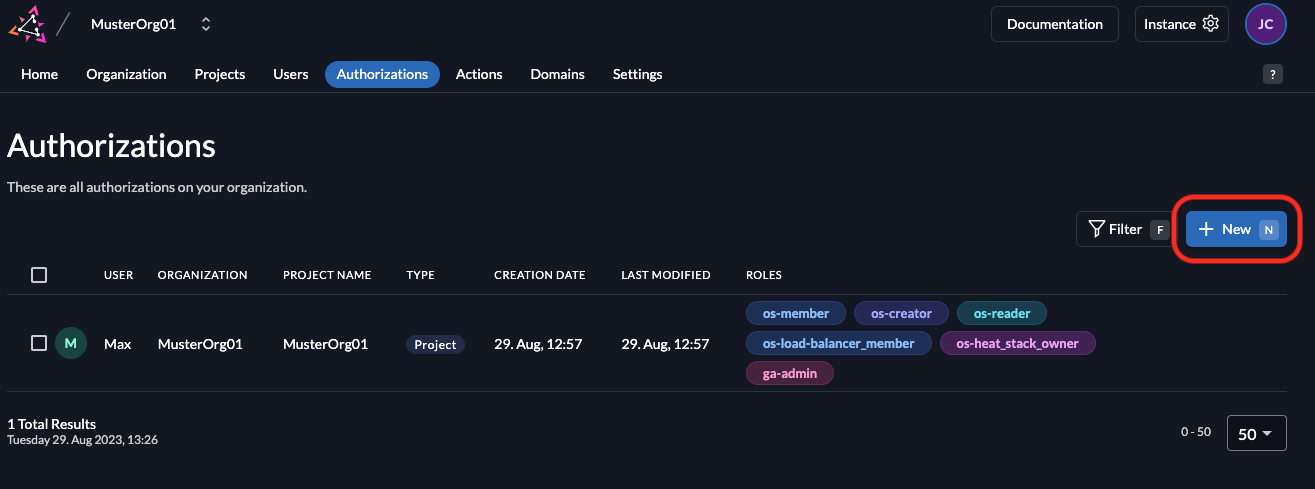 MusterOrg01 Documentation Instance JC
Home Organization Projects Users Authorizations Actions Domains Settings ?
Authorizations
These are all authorizations on your organization.
Filter F + New N
USER ORGANIZATION PROJECT NAME TYPE CREATION DATE LAST MODIFIED ROLES
os-member os-creator os-reader
M Max MusterOrg01 MusterOrg01 Project 29. Aug, 12:57 29. Aug, 12:57 os-load-balancer_member os-heat_stack_owner
ga-admin
1 Total Results
Tuesday 29. Aug 2023, 13:26
0 - 50 50